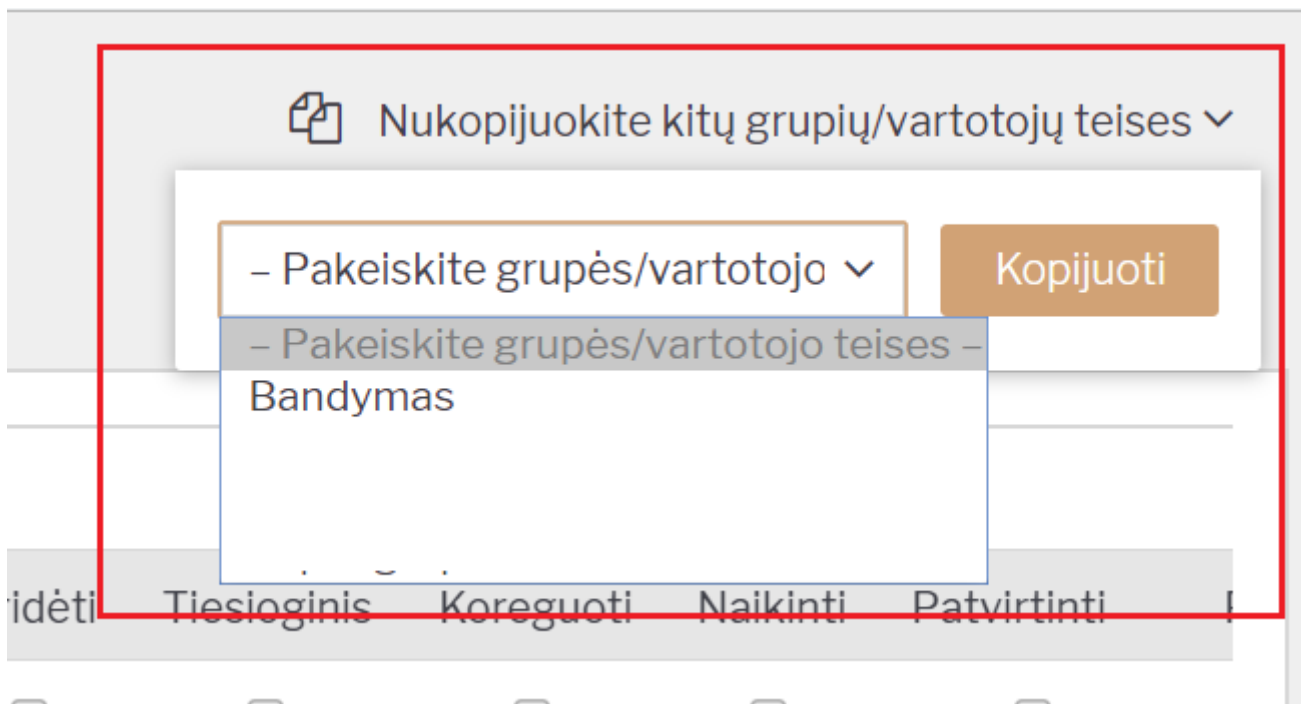 Nukopijuokite kitų grupių/vartotojų teises
– Pakeiskite grupės/vartotojo
Kopijuoti
– Pakeiskite grupės/vartotojo teises –
Bandymas
Tiesioginis Koreguoti Naikinti Patvirtinti